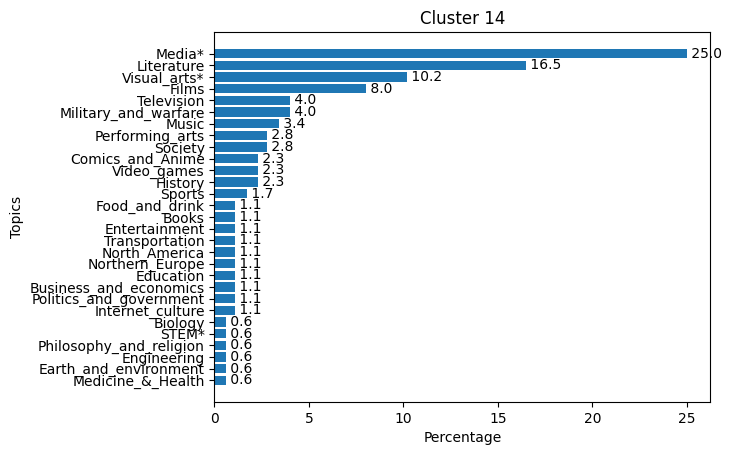 Cluster 14
Media* 25.0
Literature 16.5
Visual_arts* 10.2
Films 8.0
Television 4.0
Military_and_warfare 4.0
Music 3.4
Performing_arts 2.8
Society 2.8
Comics_and_Anime 2.3
Video_games 2.3
History 2.3
Sports 1.7
Food_and_drink 1.1
Books 1.1
Entertainment 1.1
Transportation 1.1
North_America 1.1
Northern_Europe 1.1
Education 1.1
Business_and_economics 1.1
Politics_and_government 1.1
Internet_culture 1.1
Biology 0.6
STEM* 0.6
Philosophy_and_religion 0.6
Engineering 0.6
Earth_and_environment 0.6
Medicine_&_Health 0.6
Topics
0 5 10 15 20 25
Percentage